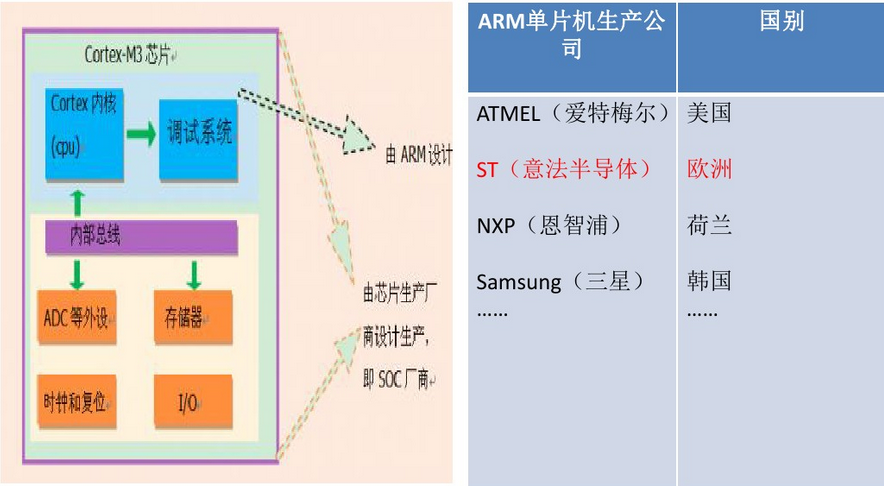 Cortex-M3 芯片
Cortex 内核
(cpu)
调试系统
由 ARM 设计
内部总线
ADC 等外设
存储器
由芯片生产厂
商设计生产，
即 SOC 厂商
时钟和复位
I/O
ARM单片机生产公
司
国别
ATMEL（爱特梅尔）
美国
ST（意法半导体）
欧洲
NXP（恩智浦）
荷兰
Samsung（三星）
韩国
……
……